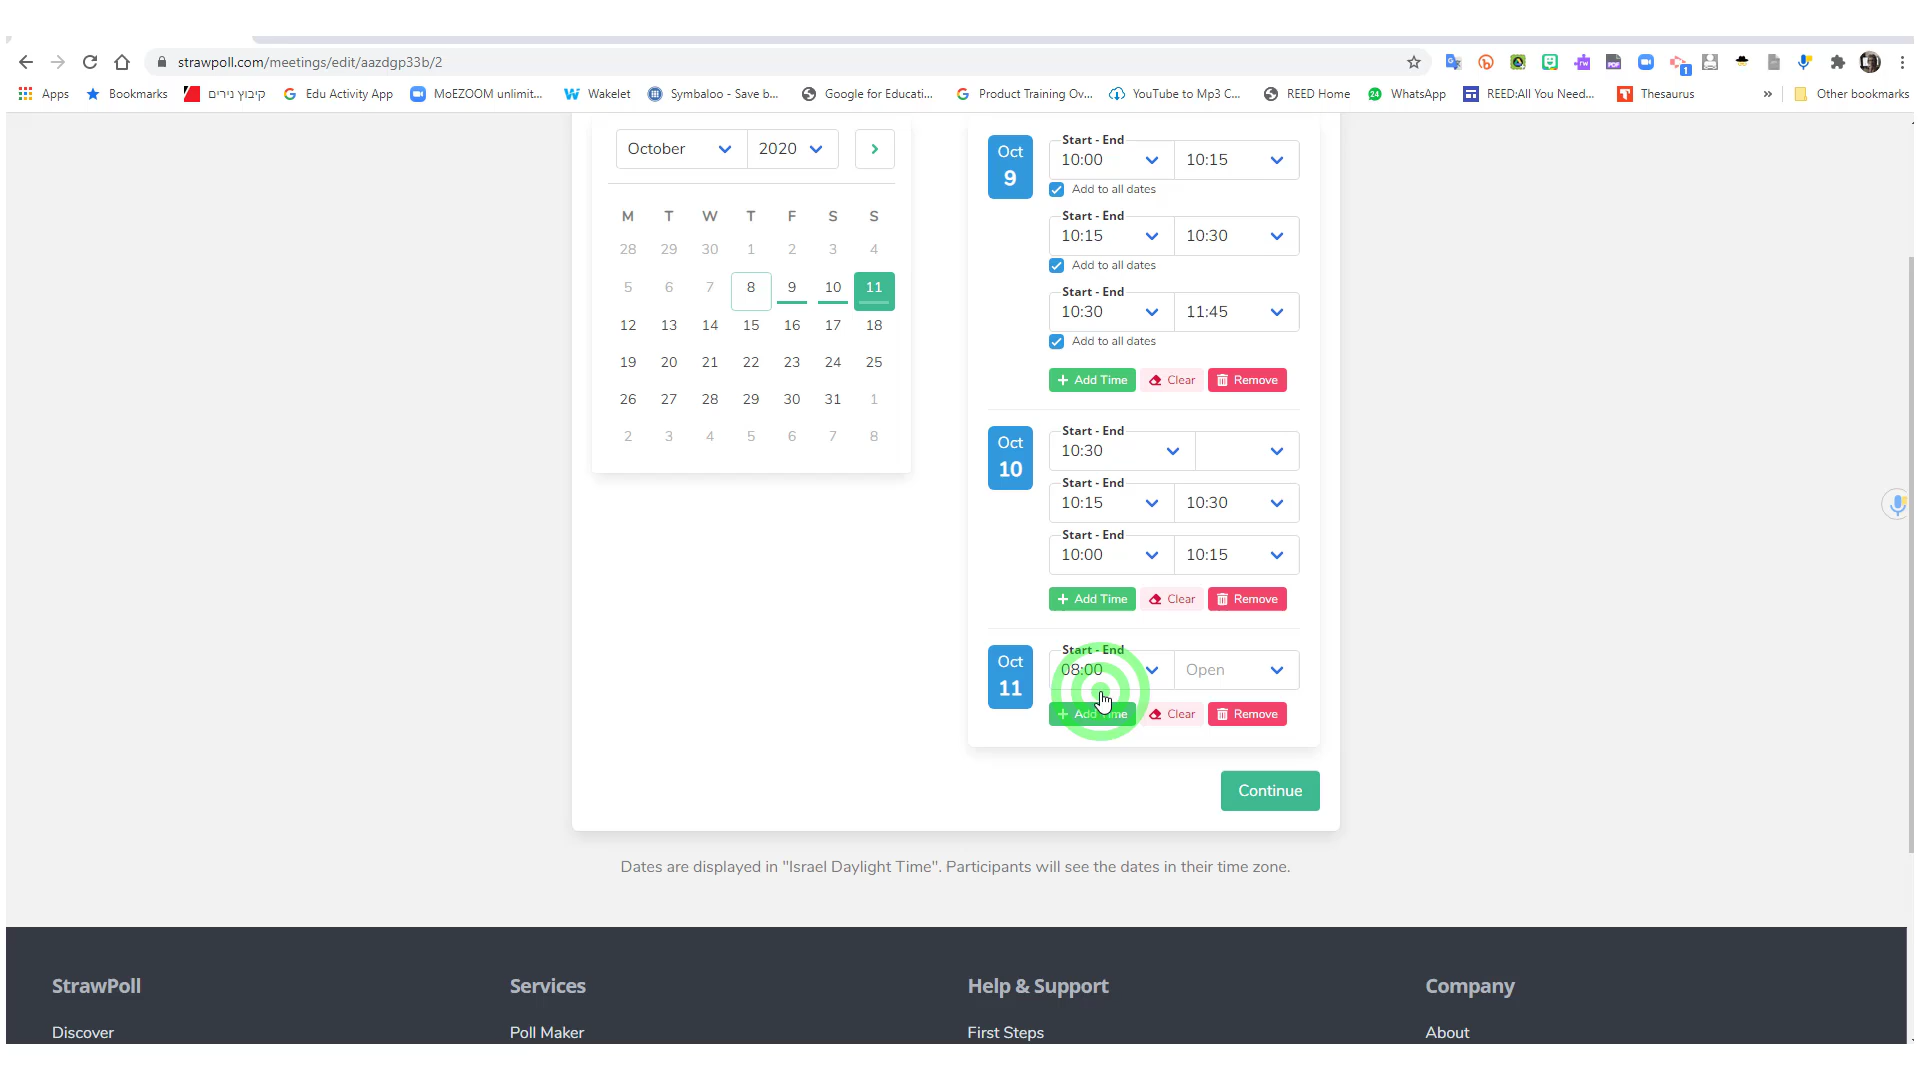 strawpoll.com/meetings/edit/aazdgp33b/2
Apps Bookmarks קיבוץ נירים Edu Activity App MoEZOOM unlimit... Wakelet Symbaloo - Save b... Google for Educati... Product Training Ov... YouTube to Mp3 C... REED Home 24 WhatsApp REED:All You Need... Thesaurus » Other bookmarks
October 2020
M T W T F S S
28 29 30 1 2 3 4
5 6 7 8 9 10 11
12 13 14 15 16 17 18
19 20 21 22 23 24 25
26 27 28 29 30 31 1
2 3 4 5 6 7 8
Oct 9
Start - End
10:00 10:15
Add to all dates
Start - End
10:15 10:30
Add to all dates
Start - End
10:30 11:45
Add to all dates
+ Add Time Clear Remove
Oct 10
Start - End
10:30
Start - End
10:15 10:30
Start - End
10:00 10:15
+ Add Time Clear Remove
Oct 11
Start - End
08:00 Open
+ Add Time Clear Remove
Continue
Dates are displayed in "Israel Daylight Time". Participants will see the dates in their time zone.
StrawPoll Services Help & Support Company
Discover Poll Maker First Steps About